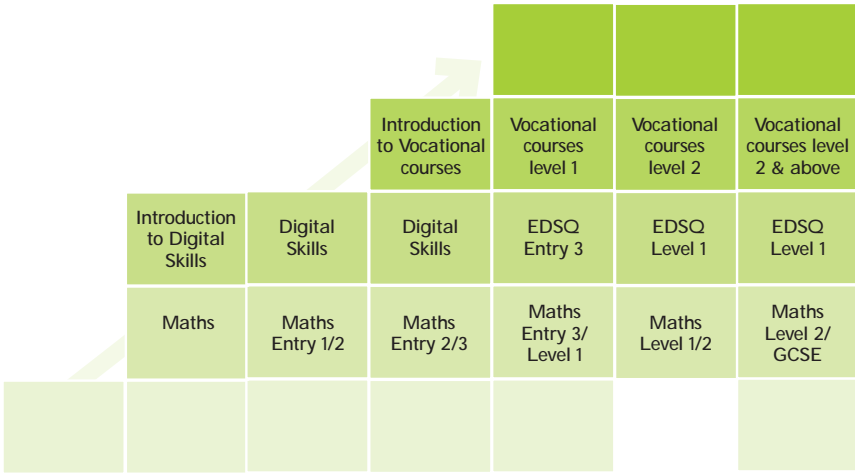 Introduction
to Vocational
courses
Vocational
courses
level 1
Vocational
courses
level 2
Vocational
courses level
2 & above
Introduction
to Digital
Skills
Digital
Skills
Digital
Skills
EDSQ
Entry 3
EDSQ
Level 1
EDSQ
Level 1
Maths
Maths
Entry 1/2
Maths
Entry 2/3
Maths
Entry 3/
Level 1
Maths
Level 1/2
Maths
Level 2/
GCSE